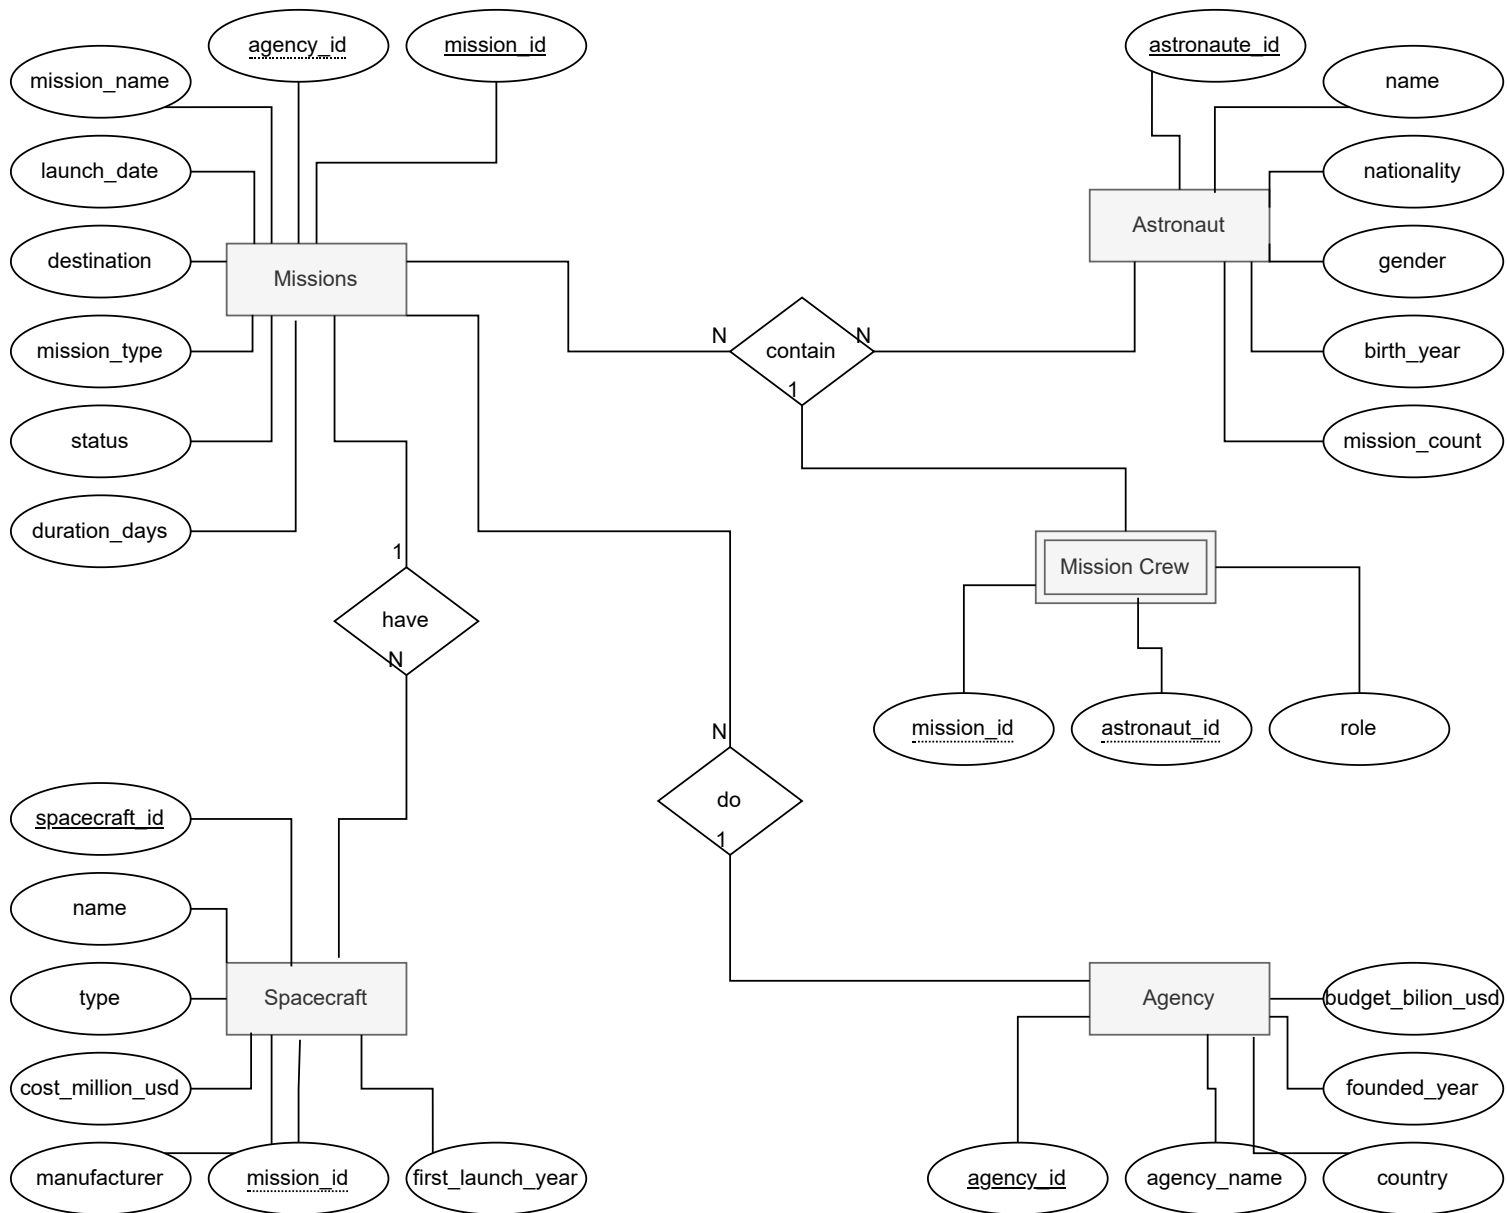 agency_id
mission_id
astronaute_id
mission_name
name
launch_date
nationality
Astronaut
destination
Missions
gender
N
N
mission_type
contain
birth_year
1
status
mission_count
duration_days
1
Mission Crew
have
N
mission_id
astronaut_id
role
N
do
1
spacecraft_id
name
type
Spacecraft
Agency
budget_bilion_usd
cost_million_usd
founded_year
manufacturer
mission_id
first_launch_year
agency_id
agency_name
country